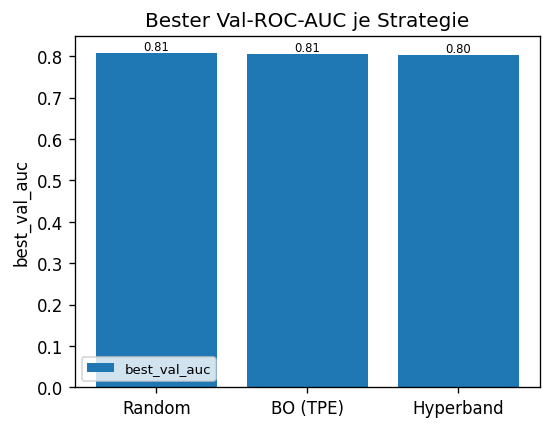 Bester Val-ROC-AUC je Strategie
best_val_auc
0.8
0.7
0.6
0.5
0.4
0.3
0.2
0.1
0.0
0.81
0.81
0.80
best_val_auc
Random
BO (TPE)
Hyperband